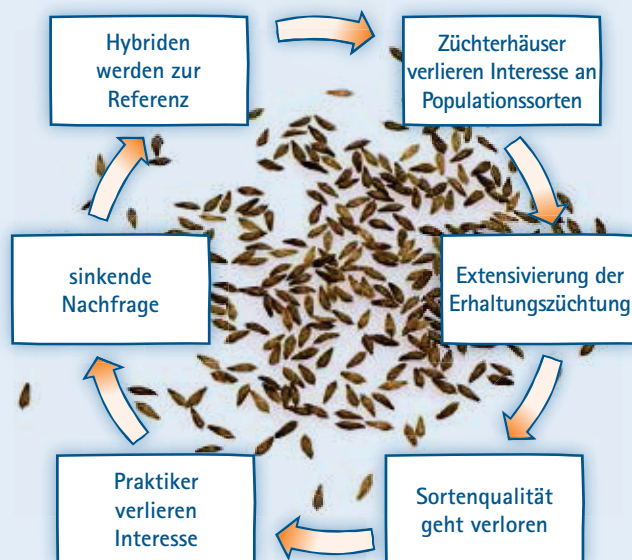 Hybriden
werden zur
Referenz
Züchterhäuser
verlieren Interesse an
Populationssorten
Extensivierung der
Erhaltungszüchtung
Sortenqualität
geht verloren
Praktiker
verlieren
Interesse
sinkende
Nachfrage